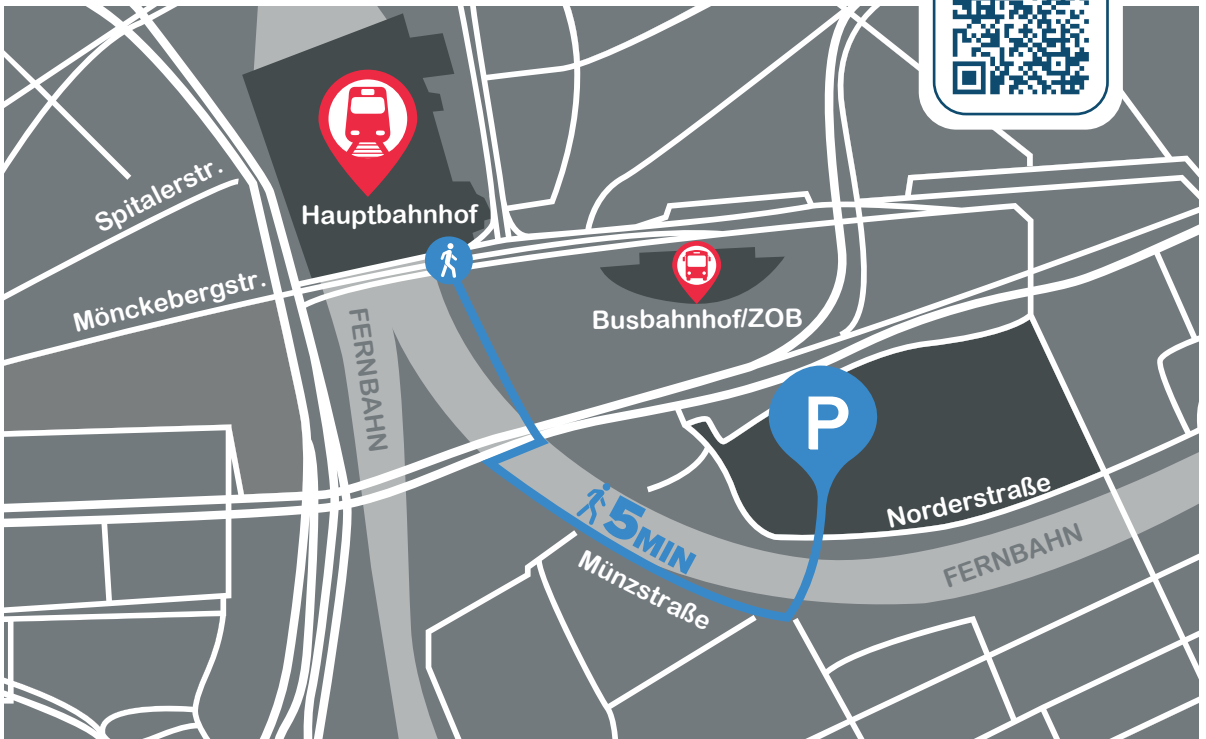 Spitalerstr.
Hauptbahnhof
Mönckebergstr.
Busbahnhof/ZOB
FERNBAHN
P
Norderstraße
5MIN
FERNBAHN
Münzstraße